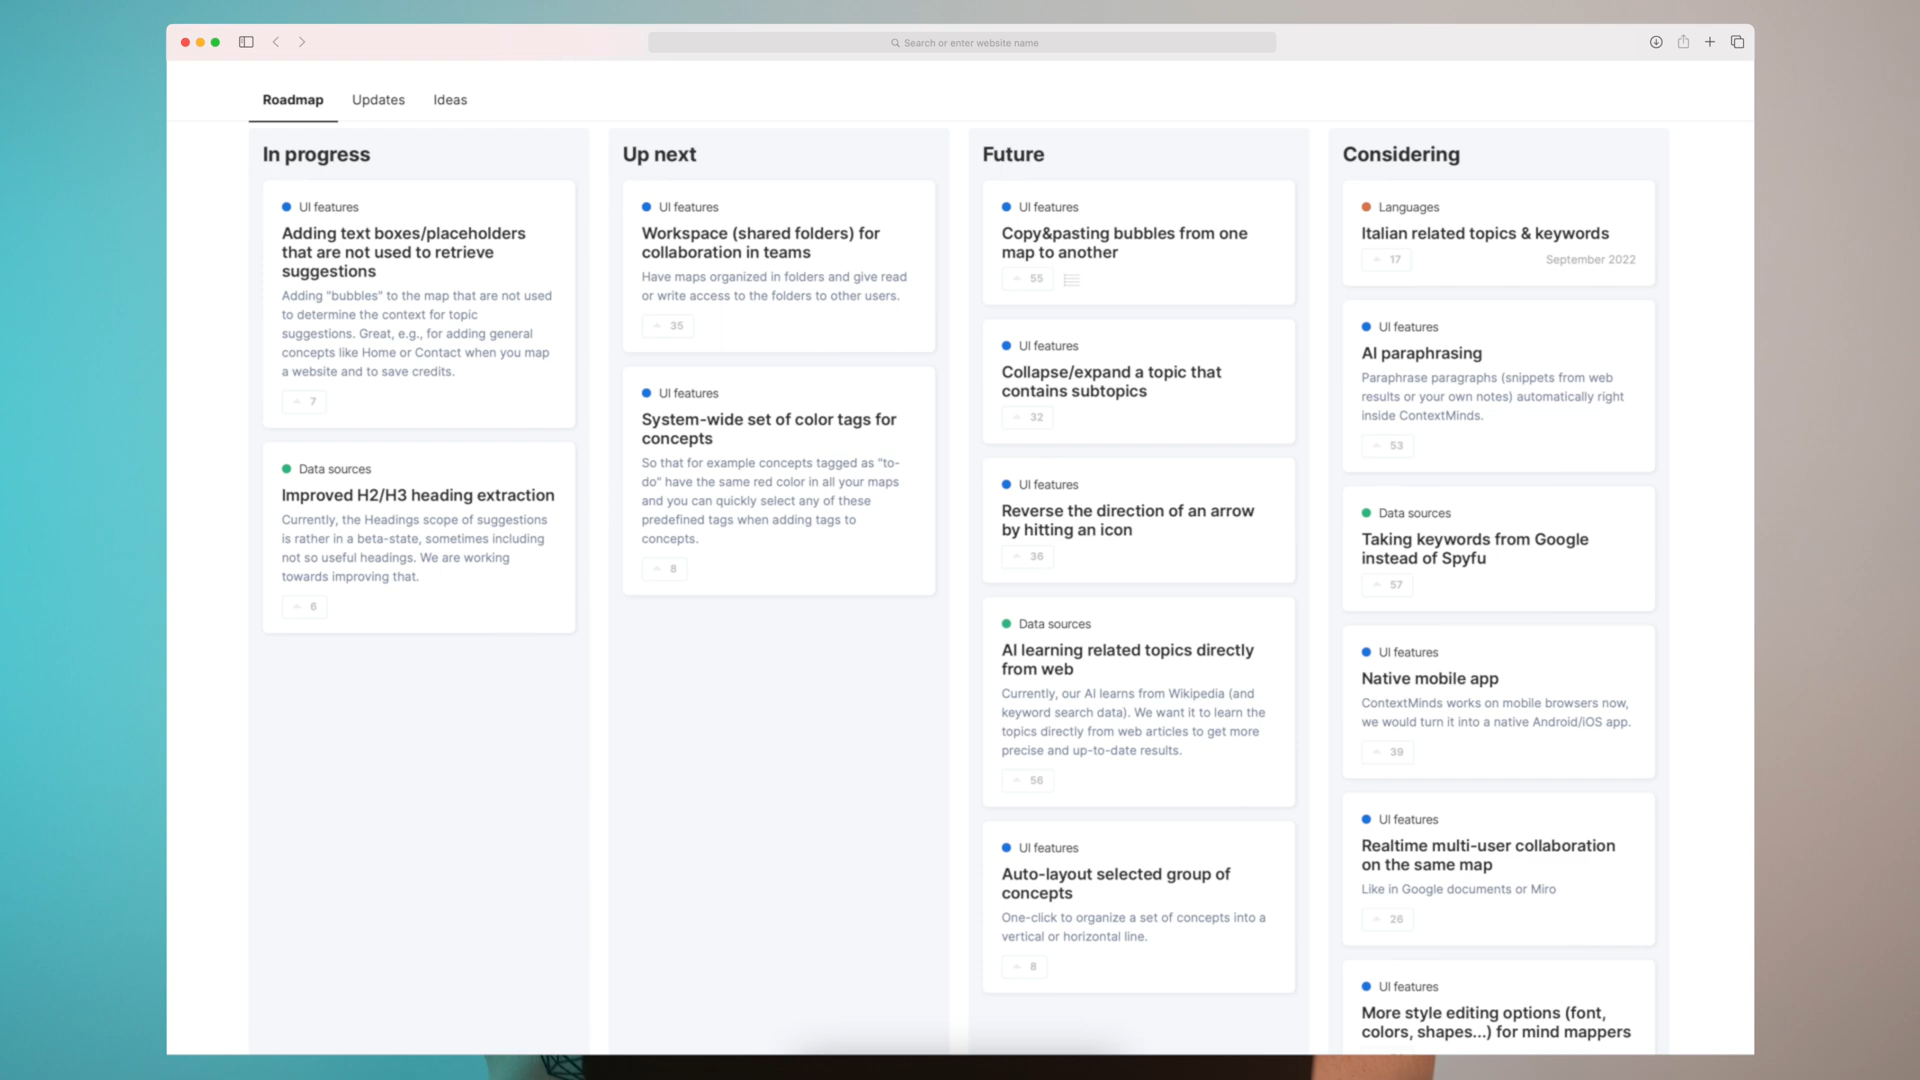 Search or enter website name
Roadmap
Updates
Ideas
In progress
UI features
Adding text boxes/placeholders
that are not used to retrieve
suggestions
Adding "bubbles" to the map that are not used
to determine the context for topic
suggestions. Great, e.g., for adding general
concepts like Home or Contact when you map
a website and to save credits.
7
Data sources
Improved H2/H3 heading extraction
Currently, the Headings scope of suggestions
is rather in a beta-state, sometimes including
not so useful headings. We are working
towards improving that.
6
Up next
UI features
Workspace (shared folders) for
collaboration in teams
Have maps organized in folders and give read
or write access to the folders to other users.
35
UI features
System-wide set of color tags for
concepts
So that for example concepts tagged as "to-
do" have the same red color in all your maps
and you can quickly select any of these
predefined tags when adding tags to
concepts.
8
Future
UI features
Copy&pasting bubbles from one
map to another
55
UI features
Collapse/expand a topic that
contains subtopics
32
UI features
Reverse the direction of an arrow
by hitting an icon
36
Data sources
AI learning related topics directly
from web
Currently, our AI learns from Wikipedia (and
keyword search data). We want it to learn the
topics directly from web articles to get more
precise and up-to-date results.
56
UI features
Auto-layout selected group of
concepts
One-click to organize a set of concepts into a
vertical or horizontal line.
8
Considering
Languages
Italian related topics & keywords
17
September 2022
UI features
AI paraphrasing
Paraphrase paragraphs (snippets from web
results or your own notes) automatically right
inside ContextMinds.
53
Data sources
Taking keywords from Google
instead of Spyfu
57
UI features
Native mobile app
ContextMinds works on mobile browsers now,
we would turn it into a native Android/iOS app.
39
UI features
Realtime multi-user collaboration
on the same map
Like in Google documents or Miro
26
UI features
More style editing options (font,
colors, shapes...) for mind mappers